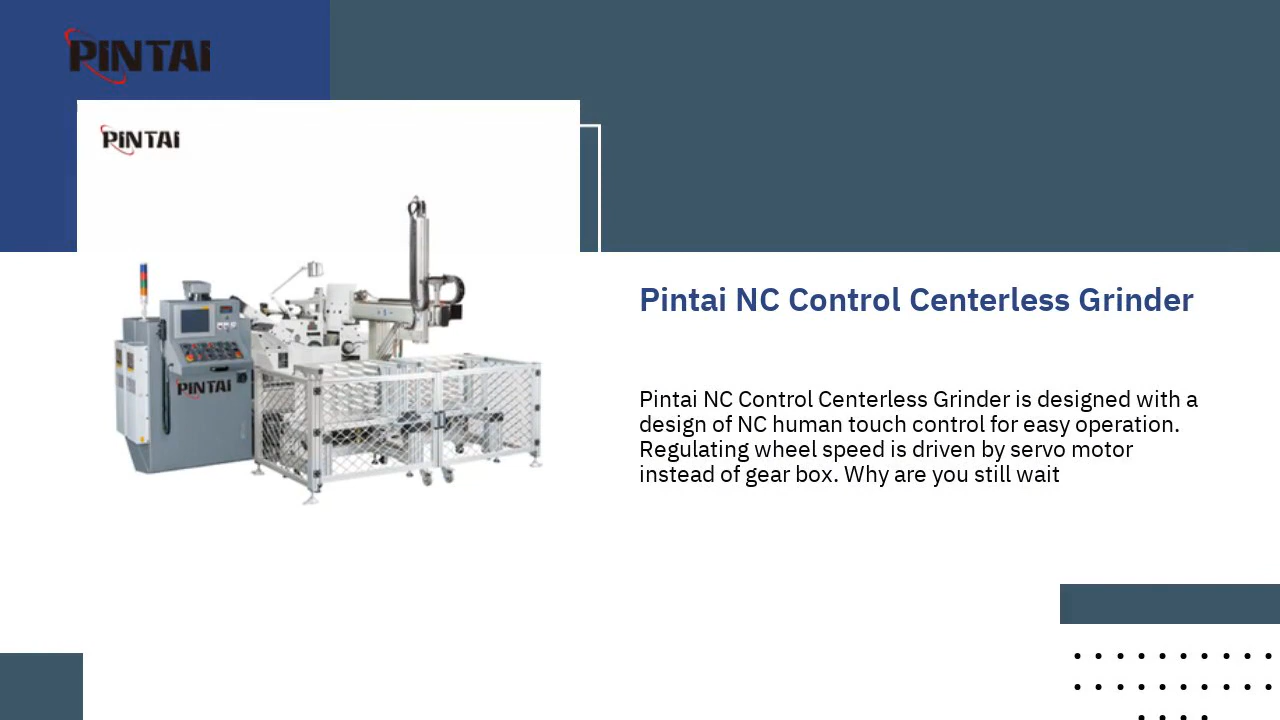 PINTAI
PINTAI
PINTAI
Pintai NC Control Centerless Grinder
Pintai NC Control Centerless Grinder is designed with a
design of NC human touch control for easy operation.
Regulating wheel speed is driven by servo motor
instead of gear box. Why are you still wait